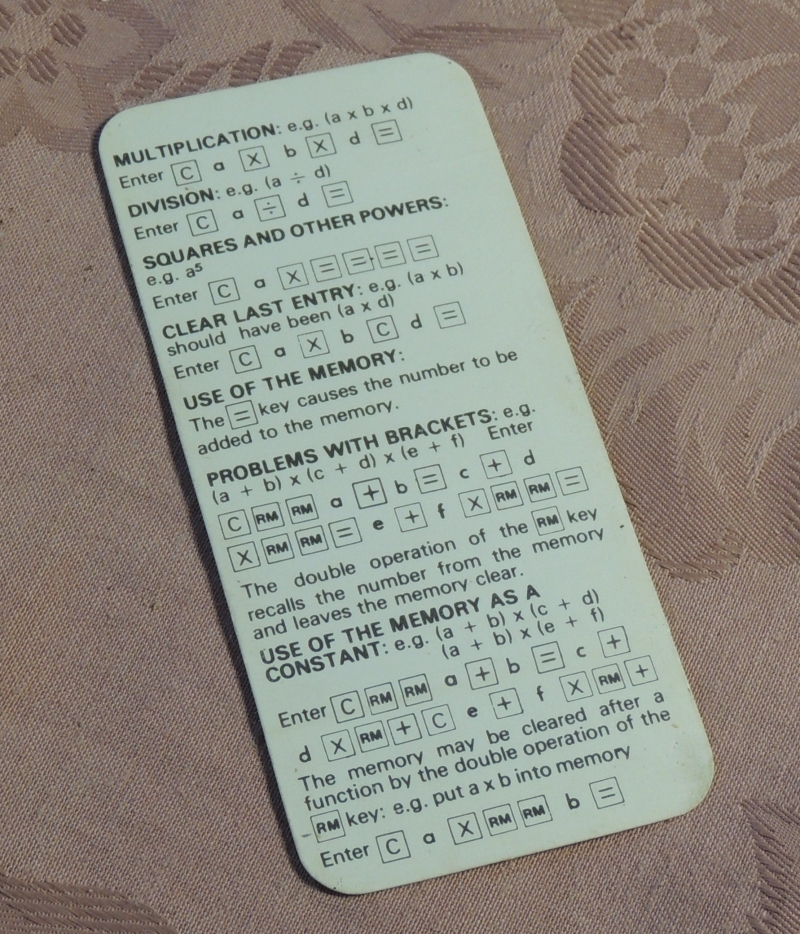 MULTIPLICATION: e.g. (a x b x d)
Enter C a X b X d =
DIVISION: e.g. (a ÷ d)
Enter C a ÷ d =
SQUARES AND OTHER POWERS:
e.g. a⁵
Enter C a X = = = =
CLEAR LAST ENTRY: e.g. (a x b)
should have been (a x d)
Enter C a X b C d =
USE OF THE MEMORY:
The = key causes the number to be
added to the memory.
PROBLEMS WITH BRACKETS: e.g.
(a + b) x (c + d) x (e + f) Enter
C RM RM a + b = c + d
X RM RM = e + f X RM RM =
The double operation of the RM key
recalls the number from the memory
and leaves the memory clear.
USE OF THE MEMORY AS A
CONSTANT: e.g. (a + b) x (c + d)
(a + b) x (e + f)
Enter C RM RM a + b = c +
d X RM + C e + f X RM +
The memory may be cleared after a
function by the double operation of the
RM key: e.g. put a x b into memory
Enter C a X RM RM b =